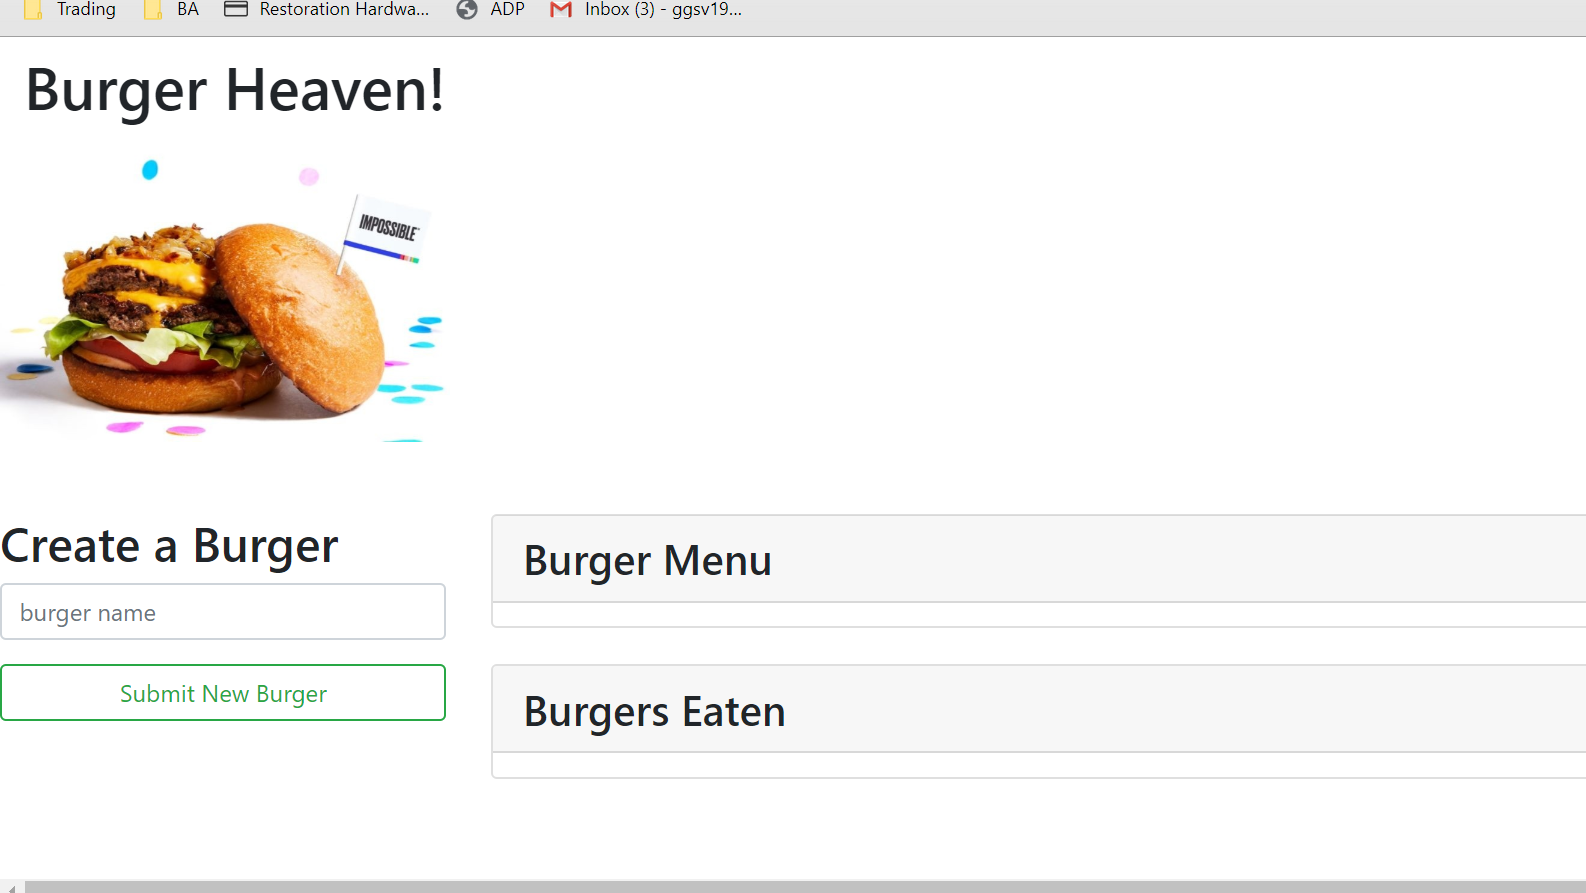 Trading BA Restoration Hardwa... ADP Inbox (3) - ggsv19...
Burger Heaven!
IMPOSSIBLE™
Create a Burger
burger name
Submit New Burger
Burger Menu
Burgers Eaten